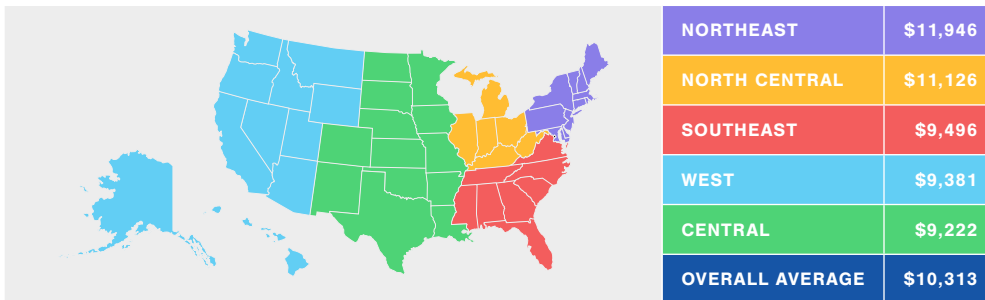 NORTHEAST $11,946
NORTH CENTRAL $11,126
SOUTHEAST $9,496
WEST $9,381
CENTRAL $9,222
OVERALL AVERAGE $10,313